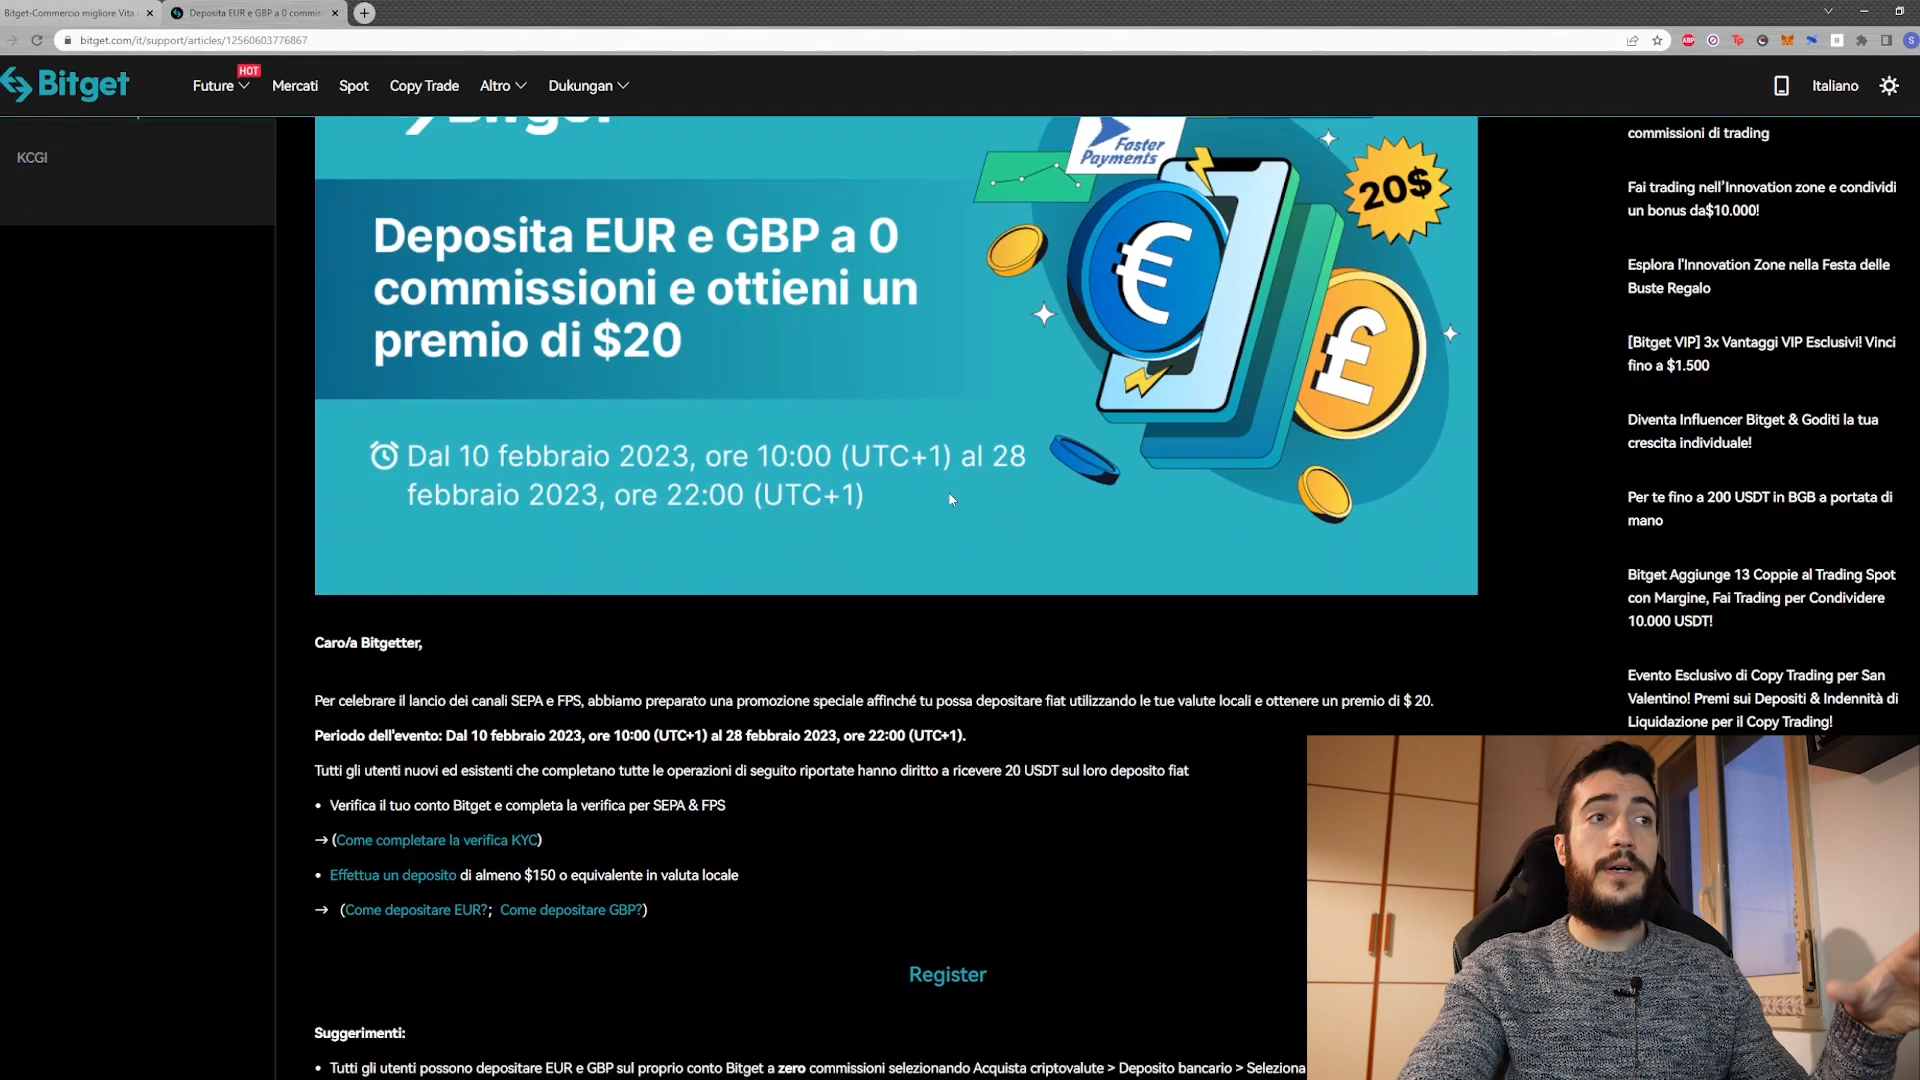 Bitget-Commercio migliore Vita
Deposita EUR e GBP a 0 commis
bitget.com/it/support/articles/12560603776867
ABP
Bitget
Future
HOT
Mercati
Spot
Copy Trade
Altro
Dukungan
Italiano
KCGI
Bitget
Faster
Payments
20$
Deposita EUR e GBP a 0
commissioni e ottieni un
premio di $20
Dal 10 febbraio 2023, ore 10:00 (UTC+1) al 28
febbraio 2023, ore 22:00 (UTC+1)
Caro/a Bitgetter,
Per celebrare il lancio dei canali SEPA e FPS, abbiamo preparato una promozione speciale affinché tu possa depositare fiat utilizzando le tue valute locali e ottenere un premio di $ 20.
Periodo dell'evento: Dal 10 febbraio 2023, ore 10:00 (UTC+1) al 28 febbraio 2023, ore 22:00 (UTC+1).
Tutti gli utenti nuovi ed esistenti che completano tutte le operazioni di seguito riportate hanno diritto a ricevere 20 USDT sul loro deposito fiat
• Verifica il tuo conto Bitget e completa la verifica per SEPA & FPS
→ (Come completare la verifica KYC)
• Effettua un deposito di almeno $150 o equivalente in valuta locale
→ (Come depositare EUR?; Come depositare GBP?)
Register
Suggerimenti:
• Tutti gli utenti possono depositare EUR e GBP sul proprio conto Bitget a zero commissioni selezionando Acquista criptovalute > Deposito bancario > Seleziona
commissioni di trading
Fai trading nell'Innovation zone e condividi
un bonus da$10.000!
Esplora l'Innovation Zone nella Festa delle
Buste Regalo
[Bitget VIP] 3x Vantaggi VIP Esclusivi! Vinci
fino a $1.500
Diventa Influencer Bitget & Goditi la tua
crescita individuale!
Per te fino a 200 USDT in BGB a portata di
mano
Bitget Aggiunge 13 Coppie al Trading Spot
con Margine, Fai Trading per Condividere
10.000 USDT!
Evento Esclusivo di Copy Trading per San
Valentino! Premi sui Depositi & Indennità di
Liquidazione per il Copy Trading!